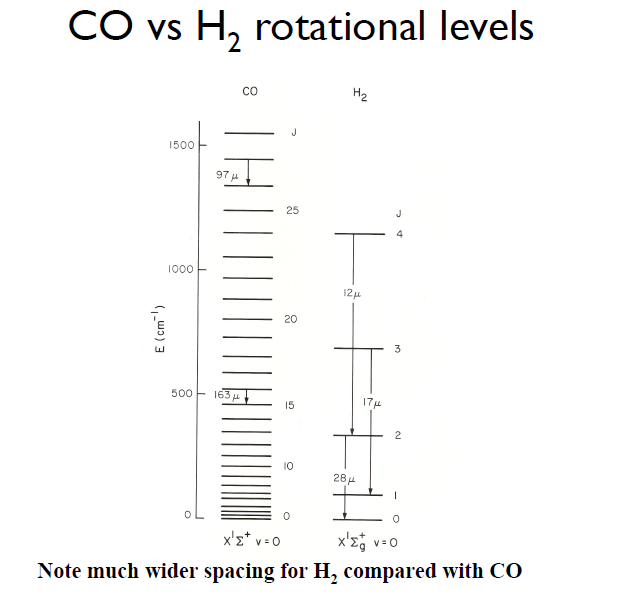 CO vs H₂ rotational levels
CO
H₂
J
1500
97μ
25
J
4
1000
12μ
20
E (cm⁻¹)
3
500
163μ
15
17μ
2
10
28μ
1
0
0
0
X¹Σ⁺ v=0
X¹Σg⁺ v=0
Note much wider spacing for H₂ compared with CO